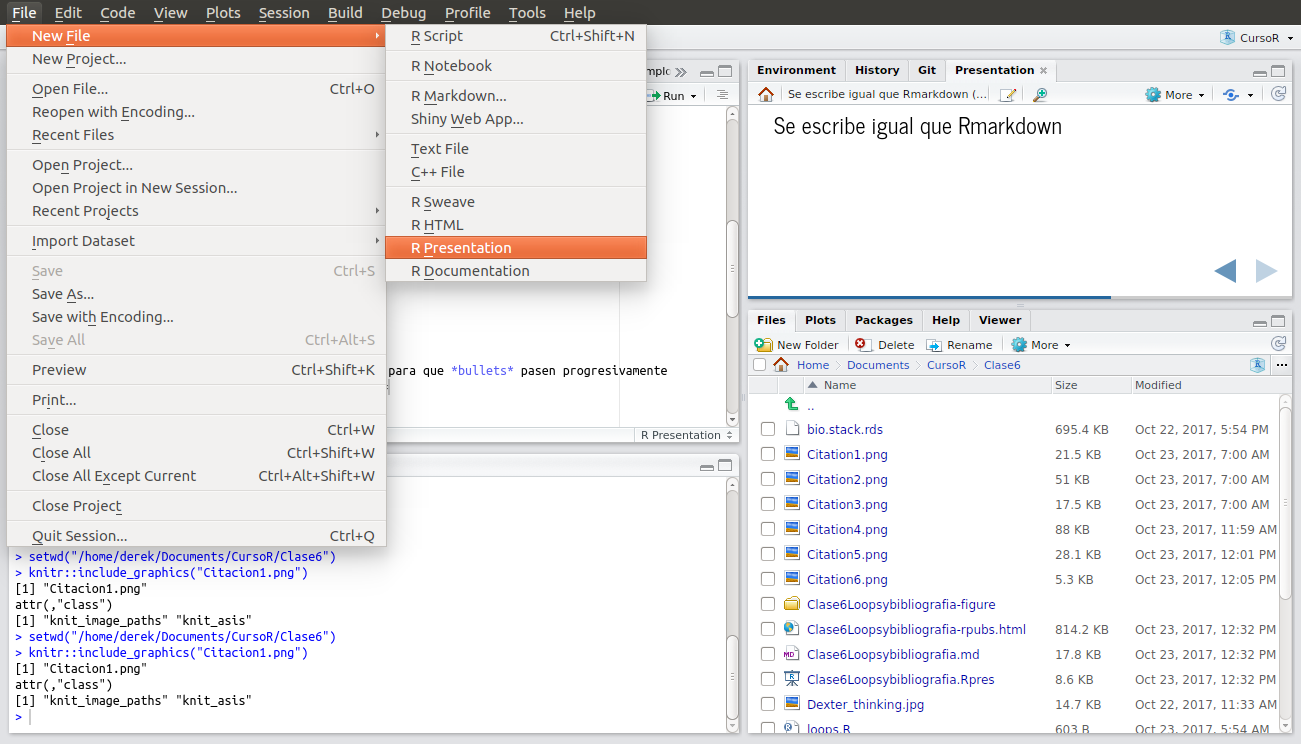 File Edit Code View Plots Session Build Debug Profile Tools Help
New File
New Project...
Open File... Ctrl+O
Reopen with Encoding...
Recent Files
Open Project...
Open Project in New Session...
Recent Projects
Import Dataset
Save Ctrl+S
Save As...
Save with Encoding...
Save All Ctrl+Alt+S
Preview Ctrl+Shift+K
Print...
Close Ctrl+W
Close All Ctrl+Shift+W
Close All Except Current Ctrl+Alt+Shift+W
Close Project
Quit Session... Ctrl+Q
R Script Ctrl+Shift+N
R Notebook
R Markdown...
Shiny Web App...
Text File
C++ File
R Sweave
R HTML
R Presentation
R Documentation
Run
para que *bullets* pasen progresivamente
R Presentation
> setwd("/home/derek/Documents/CursoR/Clase6")
> knitr::include_graphics("Citacion1.png")
[1] "Citacion1.png"
attr(,"class")
[1] "knit_image_paths" "knit_asis"
> setwd("/home/derek/Documents/CursoR/Clase6")
> knitr::include_graphics("Citacion1.png")
[1] "Citacion1.png"
attr(,"class")
[1] "knit_image_paths" "knit_asis"
>
CursoR
Environment History Git Presentation
Se escribe igual que Rmarkdown (... More
Se escribe igual que Rmarkdown
Files Plots Packages Help Viewer
New Folder Delete Rename More
Home Documents CursoR Clase6
Name Size Modified
..
bio.stack.rds 695.4 KB Oct 22, 2017, 5:54 PM
Citation1.png 21.5 KB Oct 23, 2017, 7:00 AM
Citation2.png 51 KB Oct 23, 2017, 7:00 AM
Citation3.png 17.5 KB Oct 23, 2017, 7:00 AM
Citation4.png 88 KB Oct 23, 2017, 11:59 AM
Citation5.png 28.1 KB Oct 23, 2017, 12:01 PM
Citation6.png 5.3 KB Oct 23, 2017, 12:05 PM
Clase6Loopsybibliografia-figure
Clase6Loopsybibliografia-rpubs.html 814.2 KB Oct 23, 2017, 12:32 PM
Clase6Loopsybibliografia.md 17.8 KB Oct 23, 2017, 12:32 PM
Clase6Loopsybibliografia.Rpres 8.6 KB Oct 23, 2017, 12:32 PM
Dexter_thinking.jpg 14.7 KB Oct 22, 2017, 11:33 AM
loops.R 603 B Oct 23, 2017, 5:54 AM